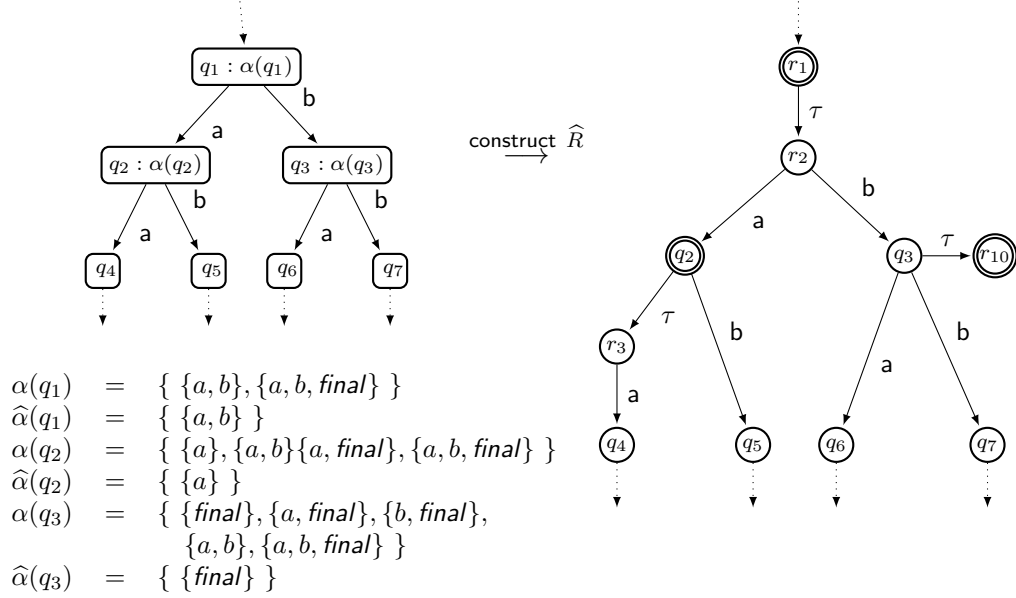 q₁ : α(q₁)
a
b
q₂ : α(q₂)
q₃ : α(q₃)
a
b
a
b
q₄
q₅
q₆
q₇
construct R̂
⟶
r₁
τ
r₂
a
b
q₂
q₃
τ
r₁₀
τ
b
a
b
r₃
a
q₄
q₅
q₆
q₇
α(q₁) = { {a, b}, {a, b, final} }
α̂(q₁) = { {a, b} }
α(q₂) = { {a}, {a, b}{a, final}, {a, b, final} }
α̂(q₂) = { {a} }
α(q₃) = { {final}, {a, final}, {b, final},
{a, b}, {a, b, final} }
α̂(q₃) = { {final} }